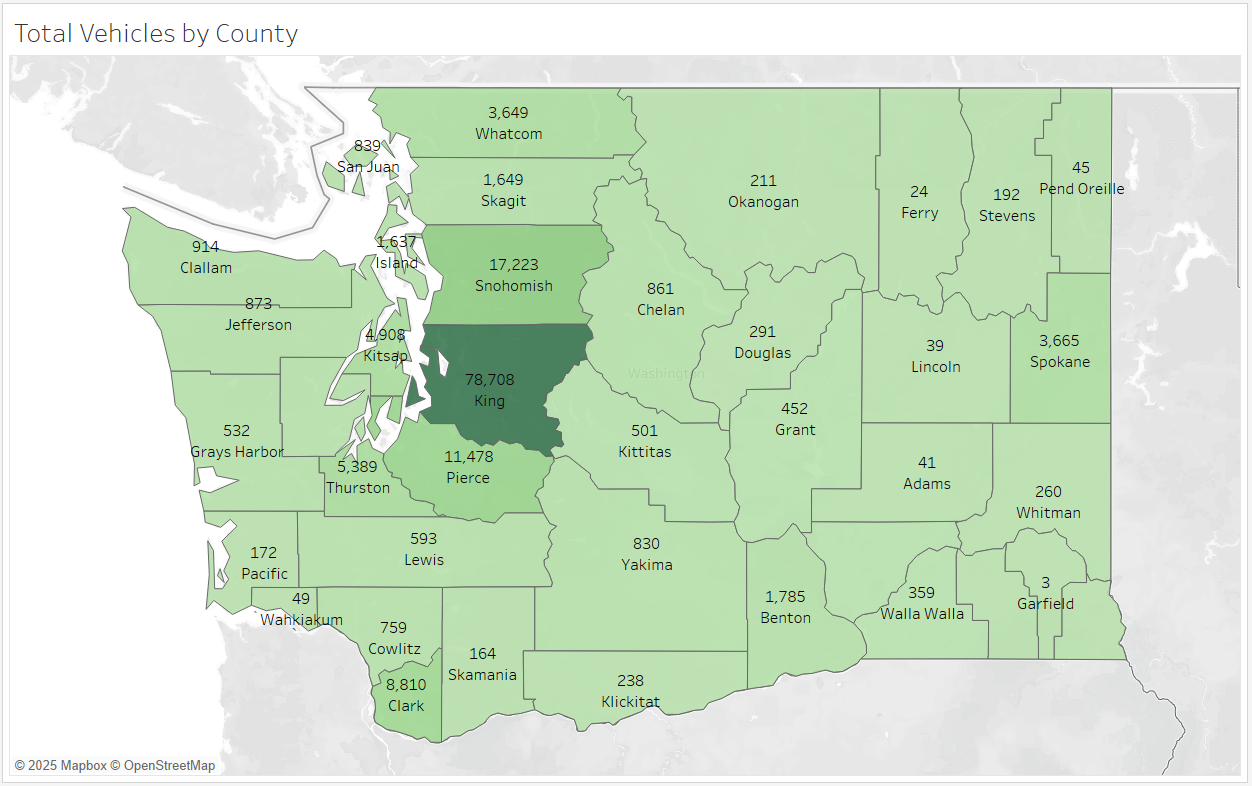 Total Vehicles by County
3,649
Whatcom
839
San Juan
1,649
Skagit
211
Okanogan
24
Ferry
192
Stevens
45
Pend Oreille
914
Clallam
1,637
Island
17,223
Snohomish
861
Chelan
873
Jefferson
4,908
Kitsap
291
Douglas
39
Lincoln
3,665
Spokane
Washington
78,708
King
452
Grant
532
Grays Harbor
501
Kittitas
11,478
Pierce
5,389
Thurston
41
Adams
260
Whitman
172
Pacific
593
Lewis
830
Yakima
49
Wahkiakum
1,785
Benton
359
Walla Walla
3
Garfield
759
Cowlitz
164
Skamania
8,810
Clark
238
Klickitat
© 2025 Mapbox © OpenStreetMap